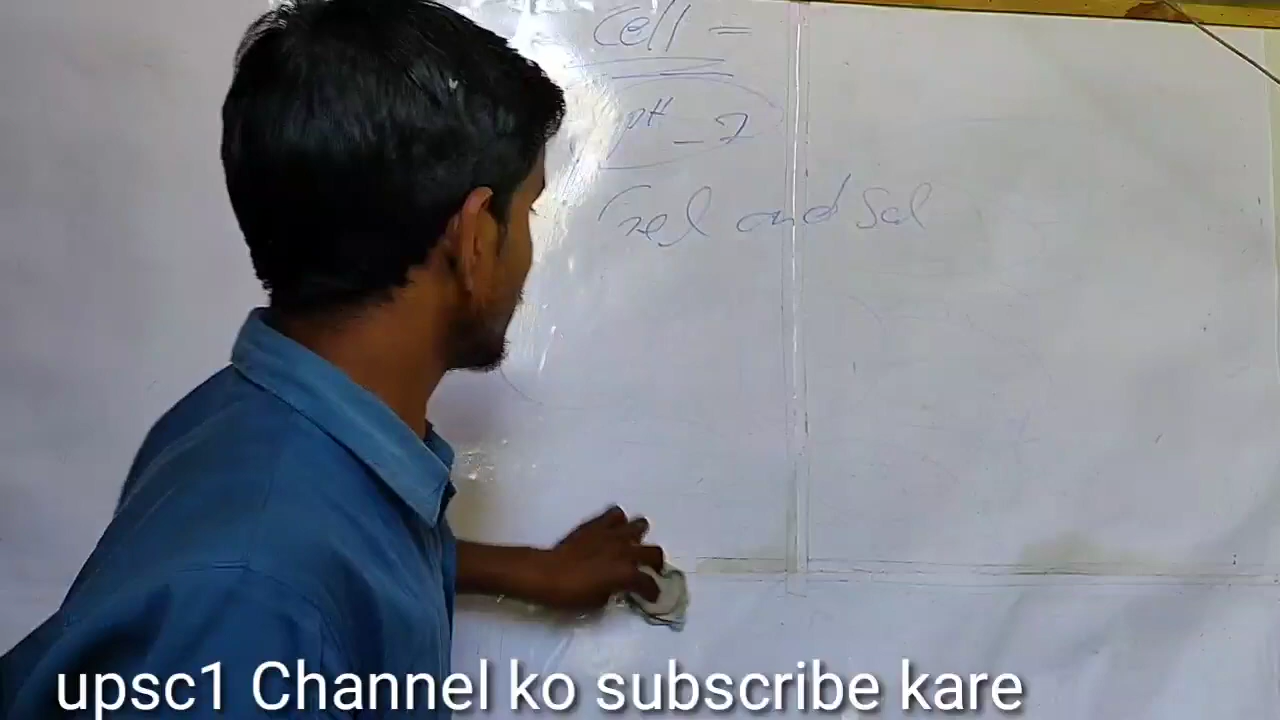 Cell =
pH - 7
Gel and Sol
upsc1 Channel ko subscribe kare